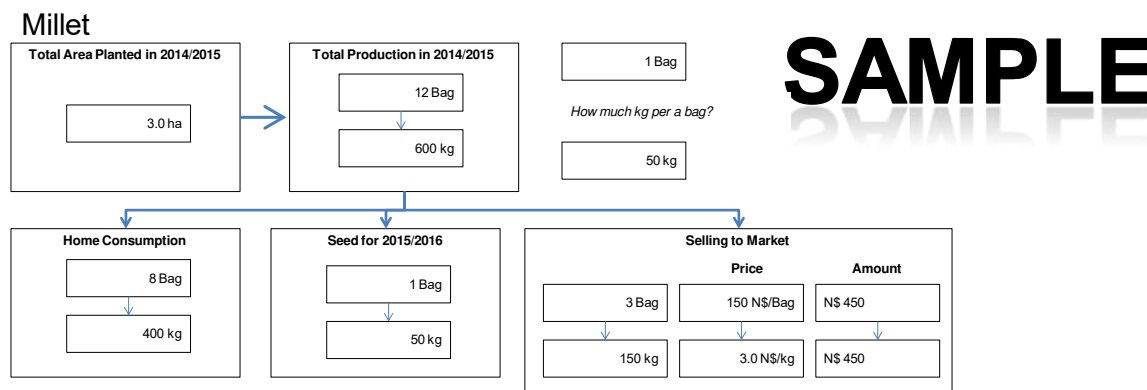 Millet
SAMPLE
Total Area Planted in 2014/2015
3.0 ha
Total Production in 2014/2015
12 Bag
600 kg
1 Bag
How much kg per a bag?
50 kg
Home Consumption
8 Bag
400 kg
Seed for 2015/2016
1 Bag
50 kg
Selling to Market
Price Amount
3 Bag 150 N$/Bag N$ 450
150 kg 3.0 N$/kg N$ 450